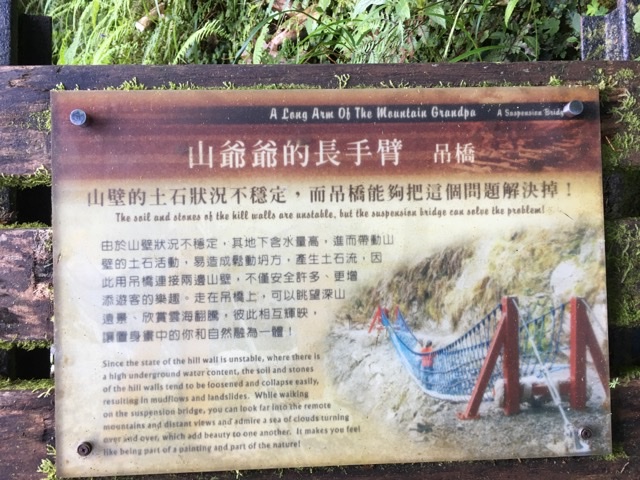 A Long Arm Of The Mountain Grandpa A Suspension Bridge
山爺爺的長手臂 吊橋
山壁的土石狀況不穩定，而吊橋能夠把這個問題解決掉！
The soil and stones of the hill walls are unstable, but the suspension bridge can solve the problem!
由於山壁狀況不穩定，其地下含水量高，進而帶動山
壁的土石活動，易造成鬆動坍方，產生土石流，因
此用吊橋連接兩邊山壁，不僅安全許多、更增
添遊客的樂趣。走在吊橋上，可以眺望深山
遠景、欣賞雲海翻騰，彼此相互輝映，
讓置身畫中的你和自然融為一體！
Since the state of the hill wall is unstable, where there is
a high underground water content, the soil and stones
of the hill walls tend to be loosened and collapse easily,
resulting in mudflows and landslides. While walking
on the suspension bridge, you can look far into the remote
mountains and distant views and admire a sea of clouds turning
over and over, which add beauty to one another. It makes you feel
like being part of a painting and part of the nature!